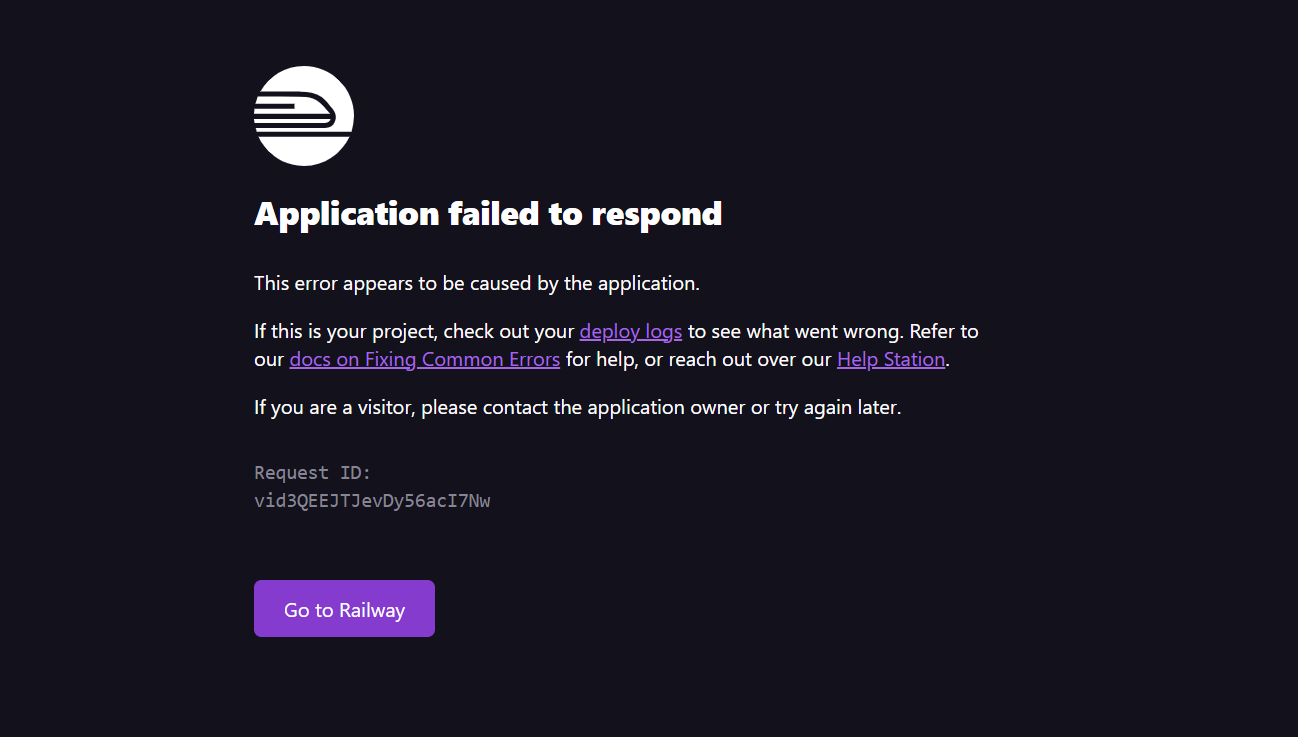 Application failed to respond
This error appears to be caused by the application.
If this is your project, check out your deploy logs to see what went wrong. Refer to
our docs on Fixing Common Errors for help, or reach out over our Help Station.
If you are a visitor, please contact the application owner or try again later.
Request ID:
vid3QEEJTJevDy56acI7Nw
Go to Railway